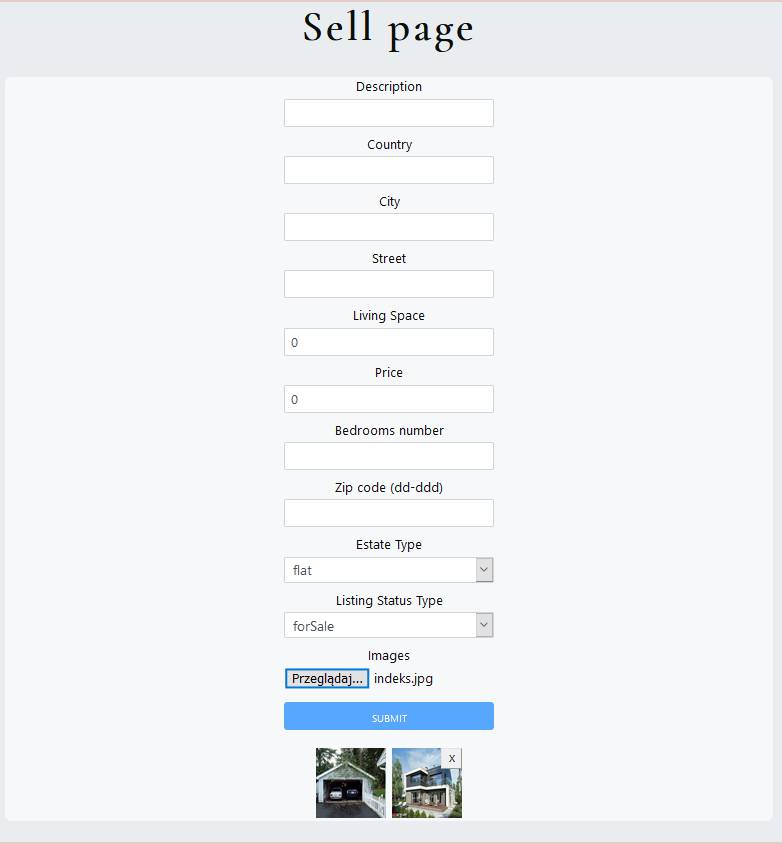 Sell page
Description
Country
City
Street
Living Space
0
Price
0
Bedrooms number
Zip code (dd-ddd)
Estate Type
flat
Listing Status Type
forSale
Images
Przeglądaj... indeks.jpg
SUBMIT
x